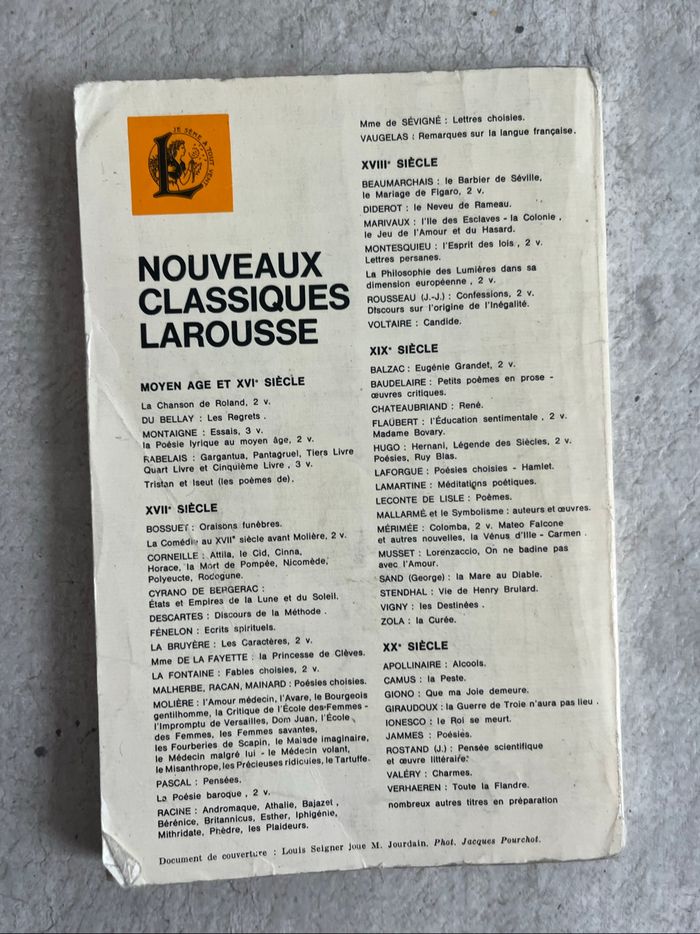 JE SÈME A TOUT VENT
L
NOUVEAUX
CLASSIQUES
LAROUSSE
MOYEN AGE ET XVIᵉ SIÈCLE
La Chanson de Roland, 2 v.
DU BELLAY : Les Regrets .
MONTAIGNE : Essais, 3 v.
la Poésie lyrique au moyen âge, 2 v.
RABELAIS : Gargantua, Pantagruel, Tiers Livre
Quart Livre et Cinquième Livre , 3 v.
Tristan et Iseut (les poèmes de).
XVIIᵉ SIÈCLE
BOSSUET : Oraisons funèbres.
La Comédie au XVIIᵉ siècle avant Molière, 2 v.
CORNEILLE : Attila, le Cid, Cinna,
Horace, la Mort de Pompée, Nicomède,
Polyeucte, Rodogune.
CYRANO DE BERGERAC :
États et Empires de la Lune et du Soleil.
DESCARTES : Discours de la Méthode .
FÉNELON : Ecrits spirituels.
LA BRUYÈRE : Les Caractères, 2 v.
Mme DE LA FAYETTE : la Princesse de Clèves.
LA FONTAINE : Fables choisies, 2 v.
MALHERBE, RACAN, MAINARD : Poésies choisies.
MOLIÈRE : l'Amour médecin, l'Avare, le Bourgeois
gentilhomme, la Critique de l'École des-Femmes -
l'Impromptu de Versailles, Dom Juan, l'École
des Femmes, les Femmes savantes,
les Fourberies de Scapin, le Malade imaginaire,
le Médecin malgré lui - le Médecin volant,
le Misanthrope, les Précieuses ridicules, le Tartuffe.
PASCAL : Pensées.
La Poésie baroque , 2 v.
RACINE : Andromaque, Athalie, Bajazet ,
Bérénice, Britannicus, Esther, Iphigénie,
Mithridate, Phèdre, les Plaideurs.
Mme de SÉVIGNÉ : Lettres choisies.
VAUGELAS : Remarques sur la langue française.
XVIIIᵉ SIÈCLE
BEAUMARCHAIS : le Barbier de Séville,
le Mariage de Figaro, 2 v.
DIDEROT : le Neveu de Rameau.
MARIVAUX : l'Ile des Esclaves - la Colonie ,
le Jeu de l'Amour et du Hasard.
MONTESQUIEU : l'Esprit des lois , 2 v.
Lettres persanes.
La Philosophie des Lumières dans sa
dimension européenne , 2 v.
ROUSSEAU (J.-J.) : Confessions, 2 v.
Discours sur l'origine de l'Inégalité.
VOLTAIRE : Candide.
XIXᵉ SIÈCLE
BALZAC : Eugénie Grandet, 2 v.
BAUDELAIRE : Petits poèmes en prose -
œuvres critiques.
CHATEAUBRIAND : René.
FLAUBERT : l'Éducation sentimentale , 2 v.
Madame Bovary.
HUGO : Hernani, Légende des Siècles, 2 v.
Poésies, Ruy Blas.
LAFORGUE : Poésies choisies - Hamlet.
LAMARTINE : Méditations poétiques.
LECONTE DE LISLE : Poèmes.
MALLARMÉ et le Symbolisme : auteurs et œuvres.
MÉRIMÉE : Colomba, 2 v. Mateo Falcone
et autres nouvelles, la Vénus d'Ille - Carmen .
MUSSET : Lorenzaccio, On ne badine pas
avec l'Amour.
SAND (George) : la Mare au Diable.
STENDHAL : Vie de Henry Brulard.
VIGNY : les Destinées .
ZOLA : la Curée.
XXᵉ SIÈCLE
APOLLINAIRE : Alcools.
CAMUS : la Peste.
GIONO : Que ma Joie demeure.
GIRAUDOUX : la Guerre de Troie n'aura pas lieu .
IONESCO : le Roi se meurt.
JAMMES : Poésies.
ROSTAND (J.) : Pensée scientifique
et œuvre littéraire.
VALÉRY : Charmes.
VERHAEREN : Toute la Flandre.
nombreux autres titres en préparation
Document de couverture : Louis Seigner joue M. Jourdain. Phot. Jacques Pourchot.